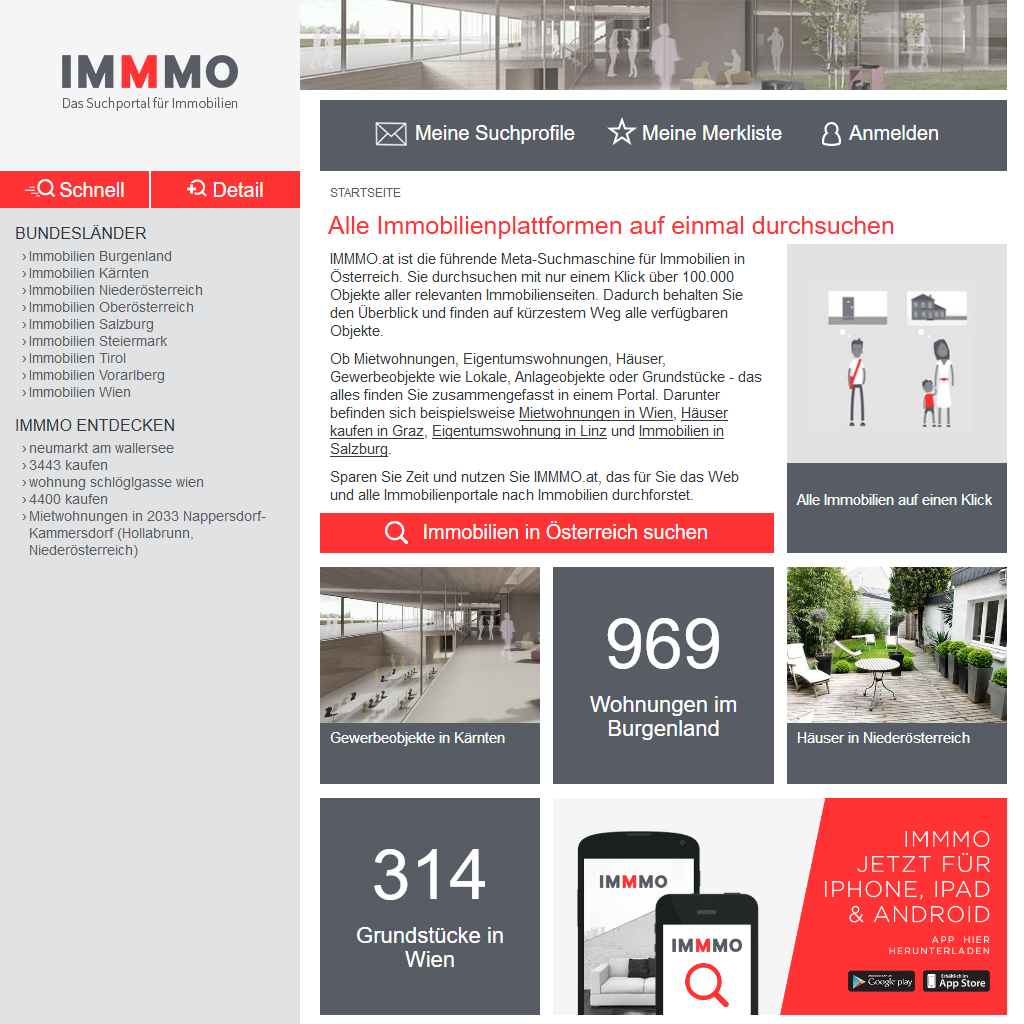 IMMMO
Das Suchportal für Immobilien
Schnell
Detail
BUNDESLÄNDER
› Immobilien Burgenland
› Immobilien Kärnten
› Immobilien Niederösterreich
› Immobilien Oberösterreich
› Immobilien Salzburg
› Immobilien Steiermark
› Immobilien Tirol
› Immobilien Vorarlberg
› Immobilien Wien
IMMMO ENTDECKEN
› neumarkt am wallersee
› 3443 kaufen
› wohnung schlöglgasse wien
› 4400 kaufen
› Mietwohnungen in 2033 Nappersdorf-
Kammersdorf (Hollabrunn,
Niederösterreich)
Meine Suchprofile
Meine Merkliste
Anmelden
STARTSEITE
Alle Immobilienplattformen auf einmal durchsuchen
IMMMO.at ist die führende Meta-Suchmaschine für Immobilien in
Österreich. Sie durchsuchen mit nur einem Klick über 100.000
Objekte aller relevanten Immobilienseiten. Dadurch behalten Sie
den Überblick und finden auf kürzestem Weg alle verfügbaren
Objekte.
Ob Mietwohnungen, Eigentumswohnungen, Häuser,
Gewerbeobjekte wie Lokale, Anlageobjekte oder Grundstücke - das
alles finden Sie zusammengefasst in einem Portal. Darunter
befinden sich beispielsweise Mietwohnungen in Wien, Häuser
kaufen in Graz, Eigentumswohnung in Linz und Immobilien in
Salzburg.
Sparen Sie Zeit und nutzen Sie IMMMO.at, das für Sie das Web
und alle Immobilienportale nach Immobilien durchforstet.
Alle Immobilien auf einen Klick
Immobilien in Österreich suchen
Gewerbeobjekte in Kärnten
969
Wohnungen im
Burgenland
Häuser in Niederösterreich
314
Grundstücke in
Wien
IMMMO
IMMMO
IMMMO
JETZT FÜR
IPHONE, IPAD
& ANDROID
APP HIER
HERUNTERLADEN
Google play
Erhältlich im
App Store